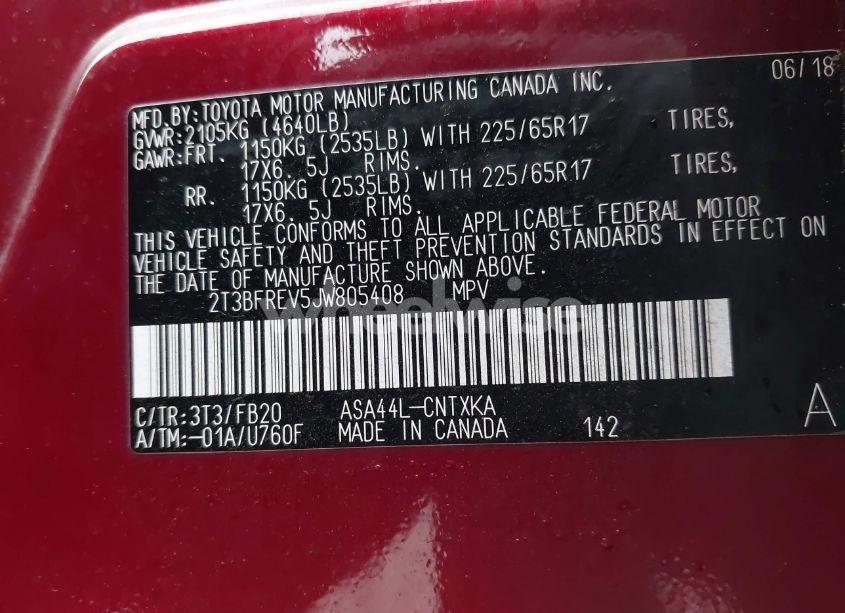 MFD.BY:TOYOTA MOTOR MANUFACTURING CANADA INC. 06/18
GVWR:2105KG (4640LB)
GAWR:FRT. 1150KG (2535LB) WITH 225/65R17 TIRES,
17X6. 5J RIMS.
RR. 1150KG (2535LB) WITH 225/65R17 TIRES,
17X6. 5J RIMS.
THIS VEHICLE CONFORMS TO ALL APPLICABLE FEDERAL MOTOR
VEHICLE SAFETY AND THEFT PREVENTION STANDARDS IN EFFECT ON
THE DATE OF MANUFACTURE SHOWN ABOVE.
2T3BFREV5JW805408 MPV
wheelwise
C/TR:3T3/FB20 ASA44L-CNTXKA
A/TM:-01A/U760F MADE IN CANADA 142 A